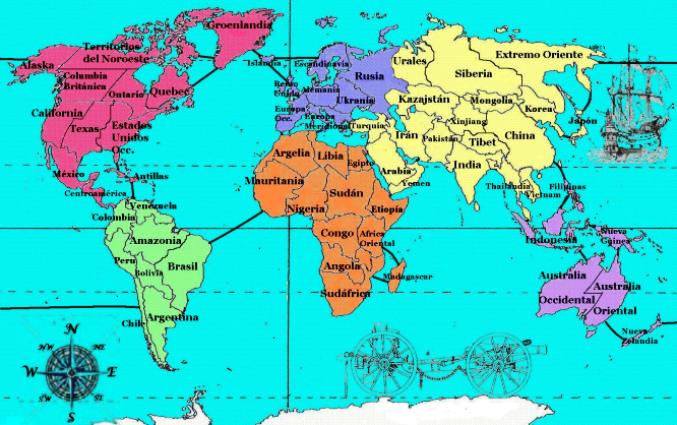 Groenlandia
Alaska
Territorios
del Noroeste
Columbia
Británica
Ontario
Quebec
California
Texas
Estados
Unidos
Occ.
México
Antillas
Centroamérica
Islandia
Escandinavia
Reino
Unido
Alemania
Rusia
Ukrania
Europa
Occ.
Europa
Meridional
Urales
Siberia
Extremo Oriente
Kazajstán
Mongolia
Korea
Japón
Turquía
Irán
Pakistán
Xinjiang
Tibet
China
India
Arabia
Yemen
Thailandia
Vietnam
Filipinas
Argelia
Libia
Egipto
Mauritania
Nigeria
Sudán
Etiopía
Congo
Africa
Oriental
Angola
Madagaycar
Sudáfrica
Venezuela
Colombia
Amazonia
Peru
Bolivia
Brasil
Argentina
Chile
Indonesia
Nueva
Guinea
Australia
Occidental
Australia
Oriental
Nueva
Zelandia
N
NW
NE
W
E
SW
SE
S